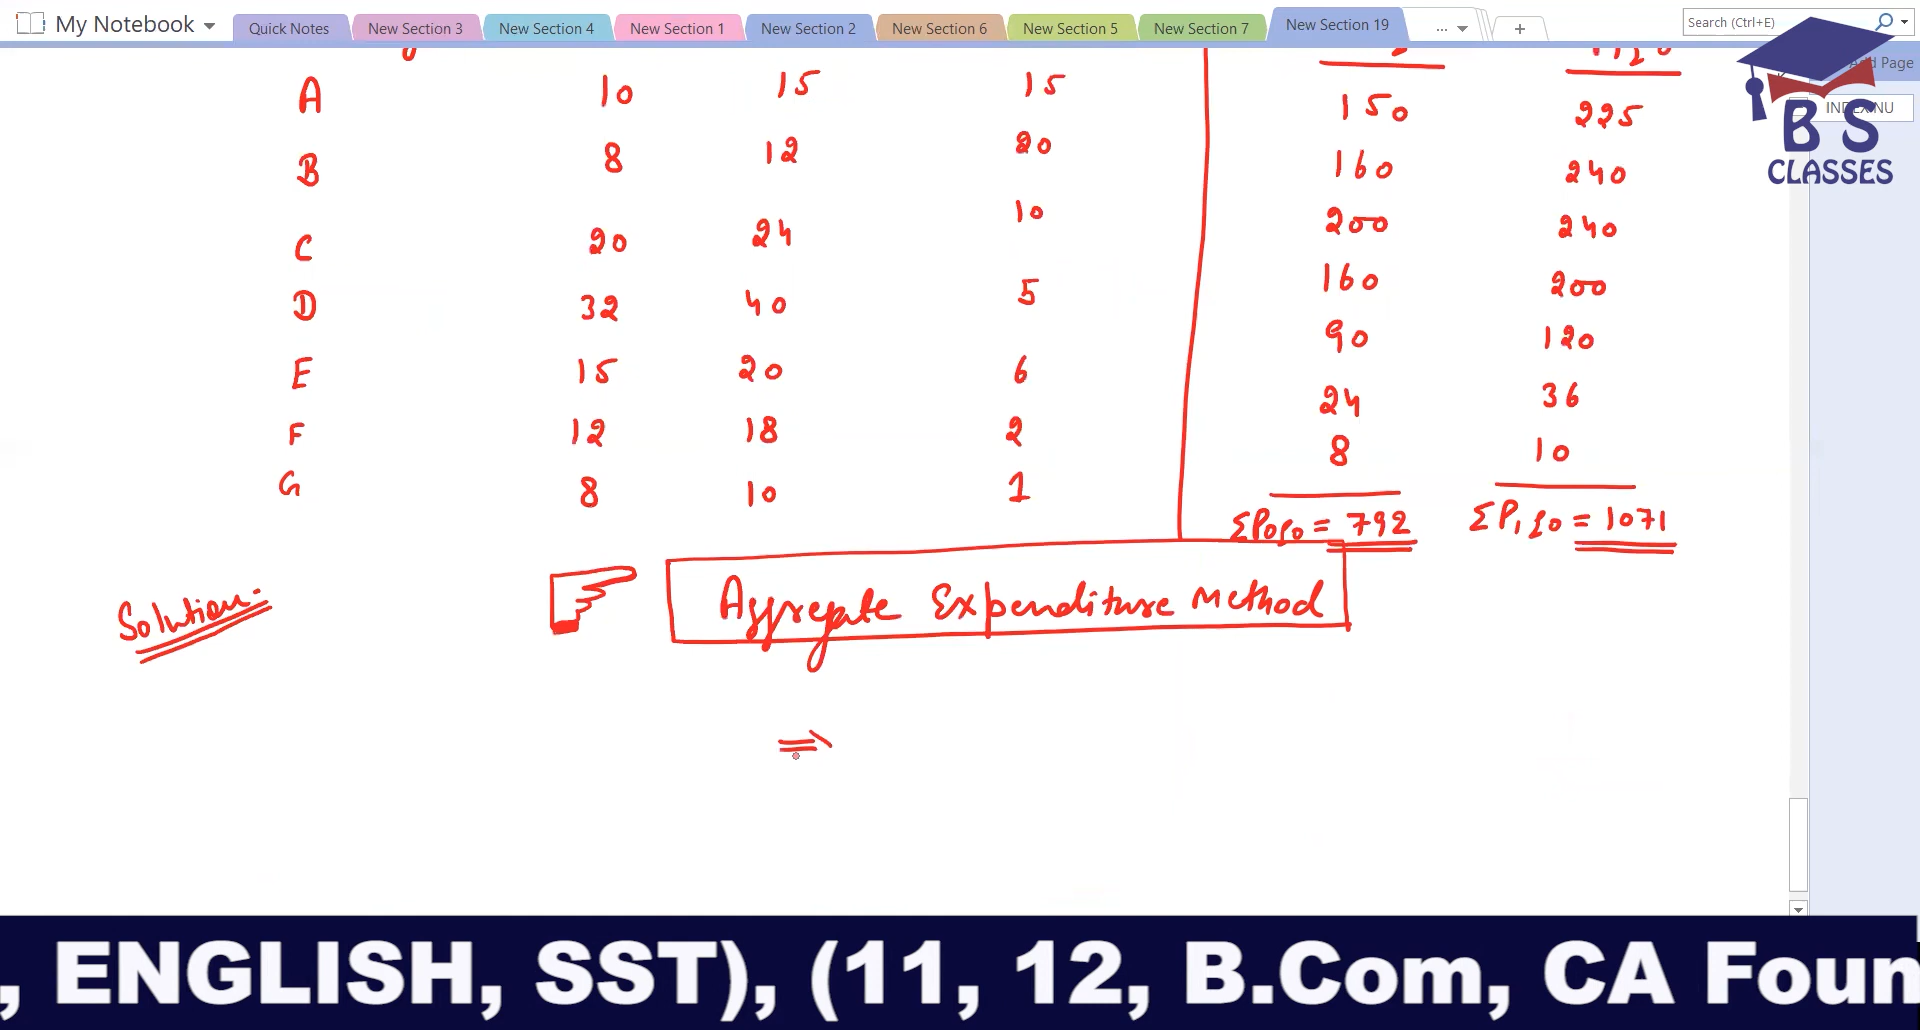 My Notebook Quick Notes New Section 3 New Section 4 New Section 1 New Section 2 New Section 6 New Section 5 New Section 7 New Section 19 ... + Search (Ctrl+E)
Add Page
INDEX NU
B S
CLASSES
A 10 15 15 150 225
B 8 12 20 160 240
C 20 24 10 200 240
D 32 40 5 160 200
E 15 20 6 90 120
F 12 18 2 24 36
G 8 10 1 8 10
ΣP0q0 = 792 ΣP1q0 = 1071
Solution:- Aggregate Expenditure Method
⇒
, ENGLISH, SST), (11, 12, B.Com, CA Foun